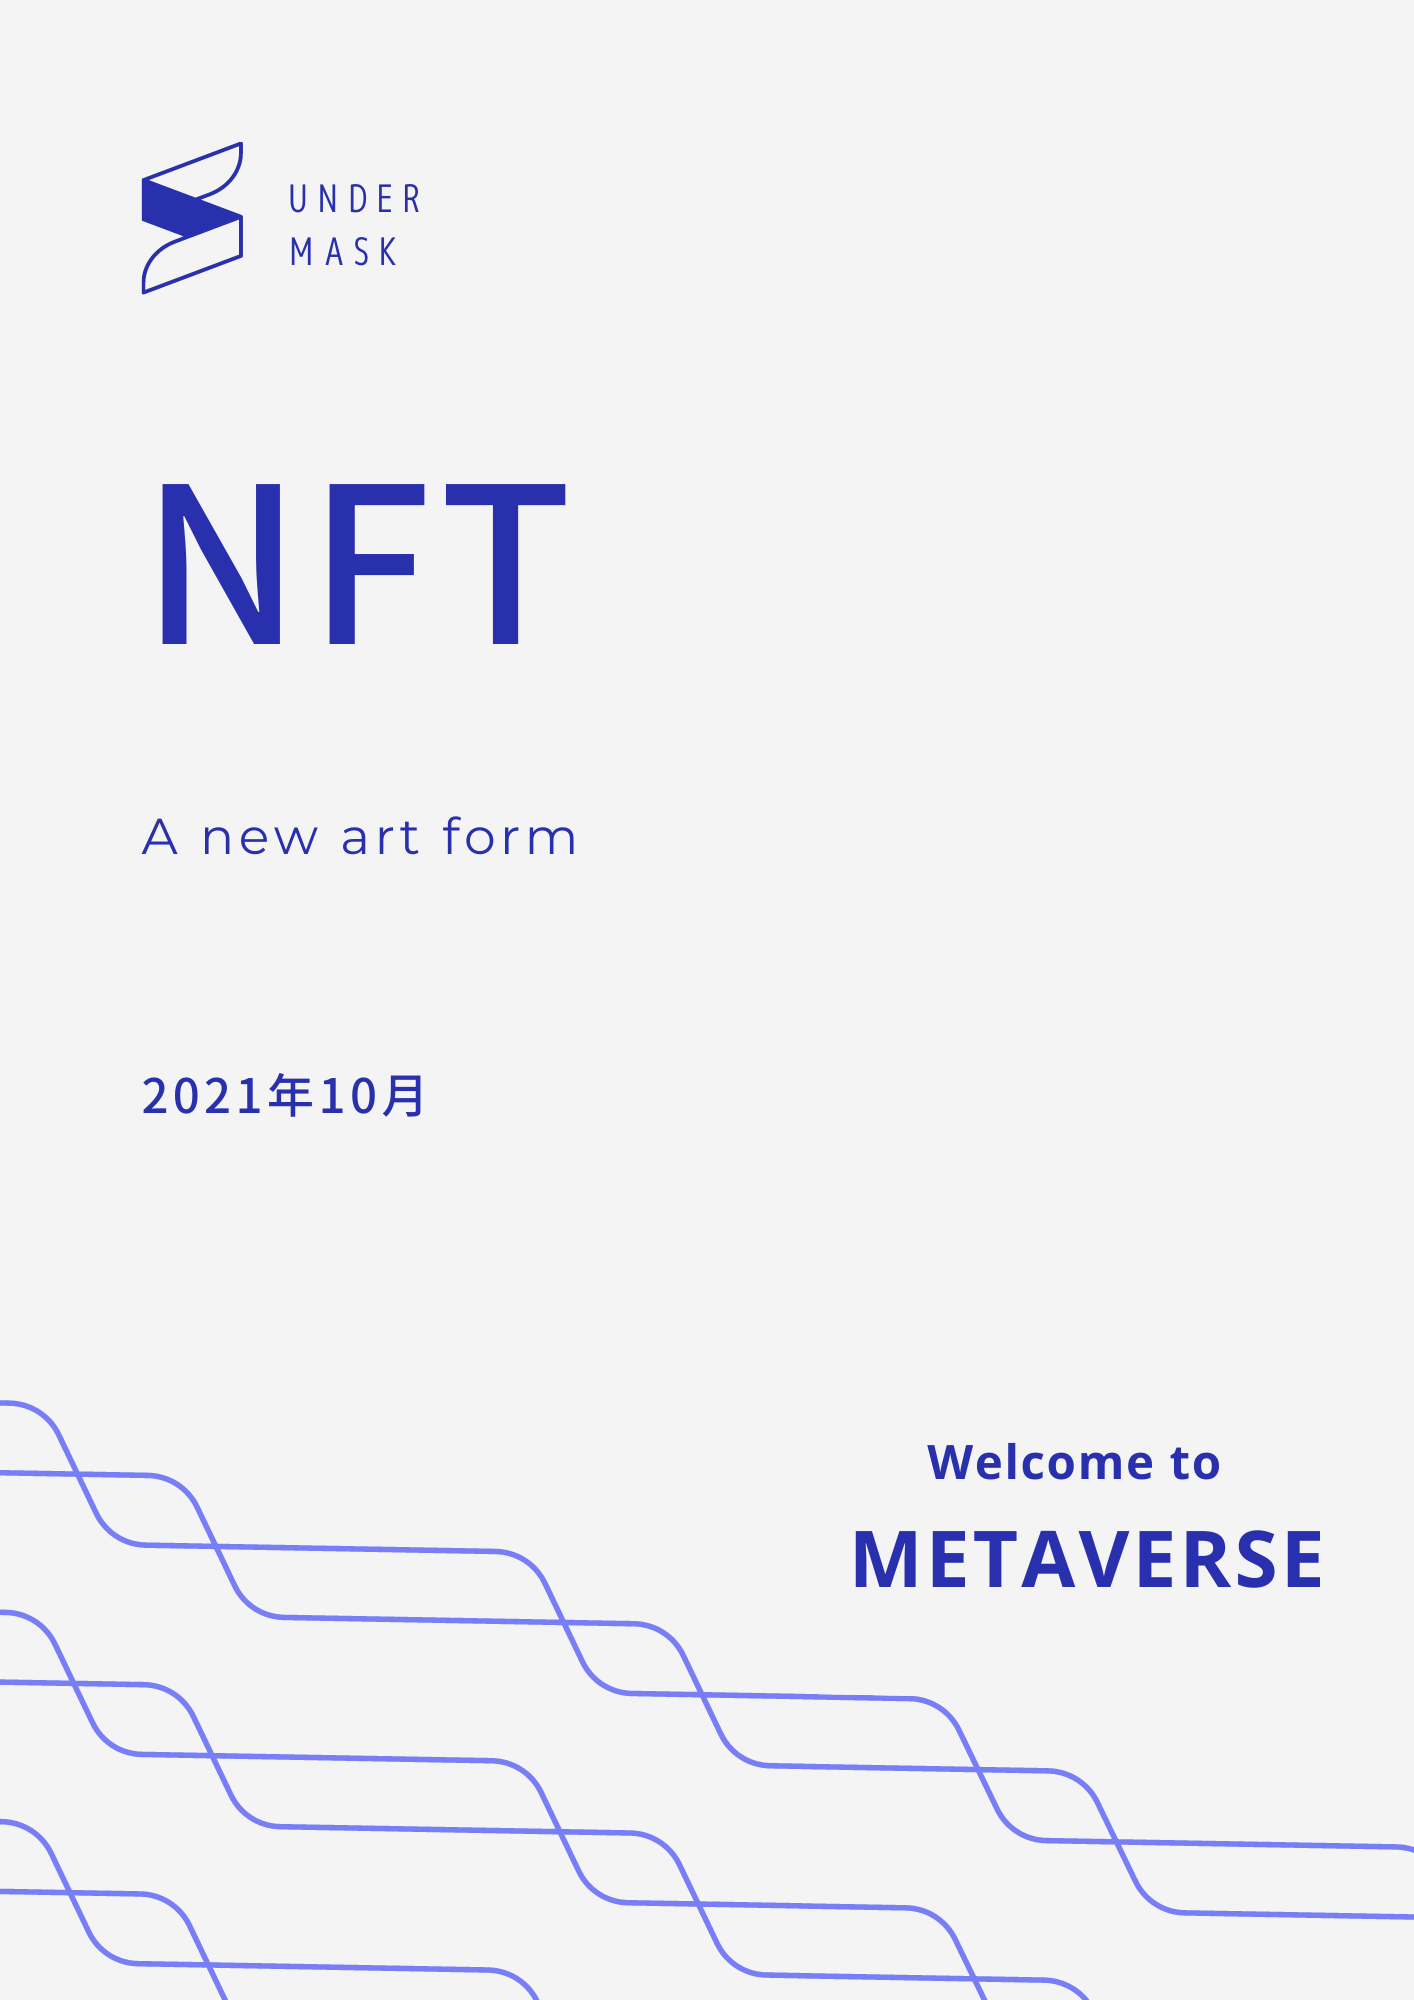 UNDER
MASK
NFT
A new art form
2021年10月
Welcome to
METAVERSE